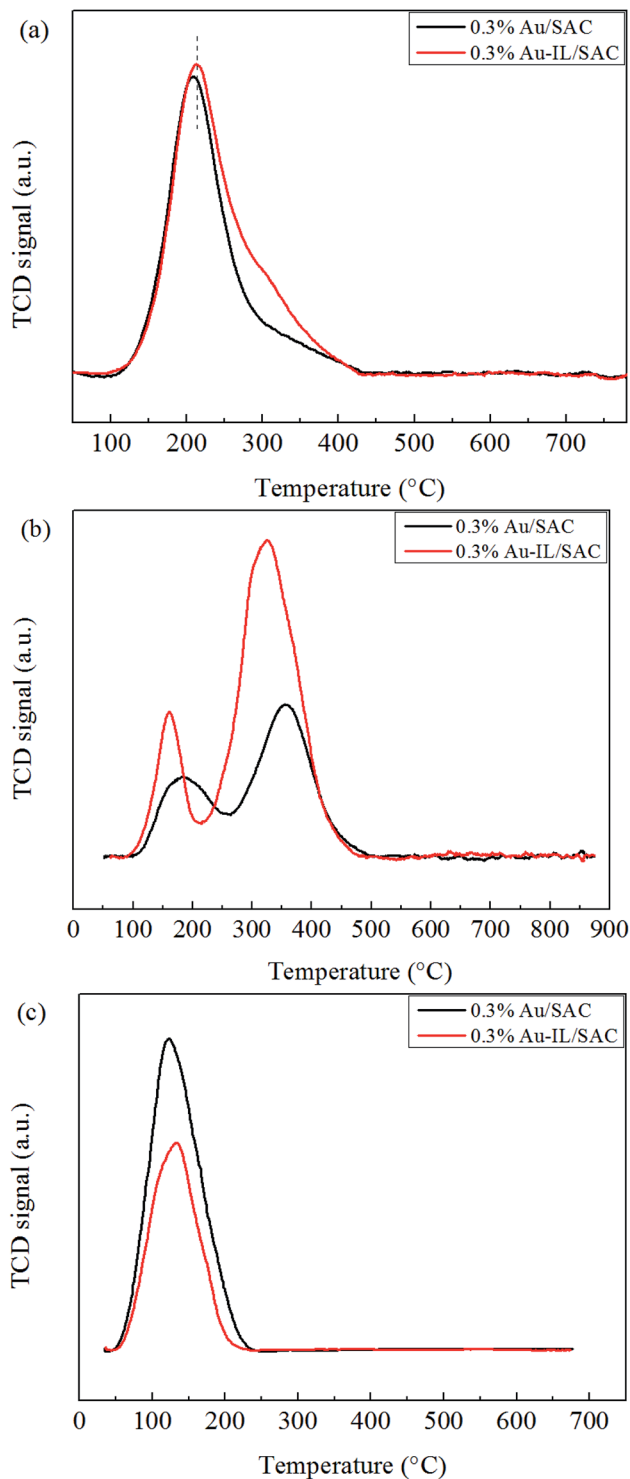 (a)
0.3% Au/SAC
0.3% Au-IL/SAC
TCD signal (a.u.)
100 200 300 400 500 600 700
Temperature (°C)
(b)
0.3% Au/SAC
0.3% Au-IL/SAC
TCD signal (a.u.)
0 100 200 300 400 500 600 700 800 900
Temperature (°C)
(c)
0.3% Au/SAC
0.3% Au-IL/SAC
TCD signal (a.u.)
0 100 200 300 400 500 600 700
Temperature (°C)